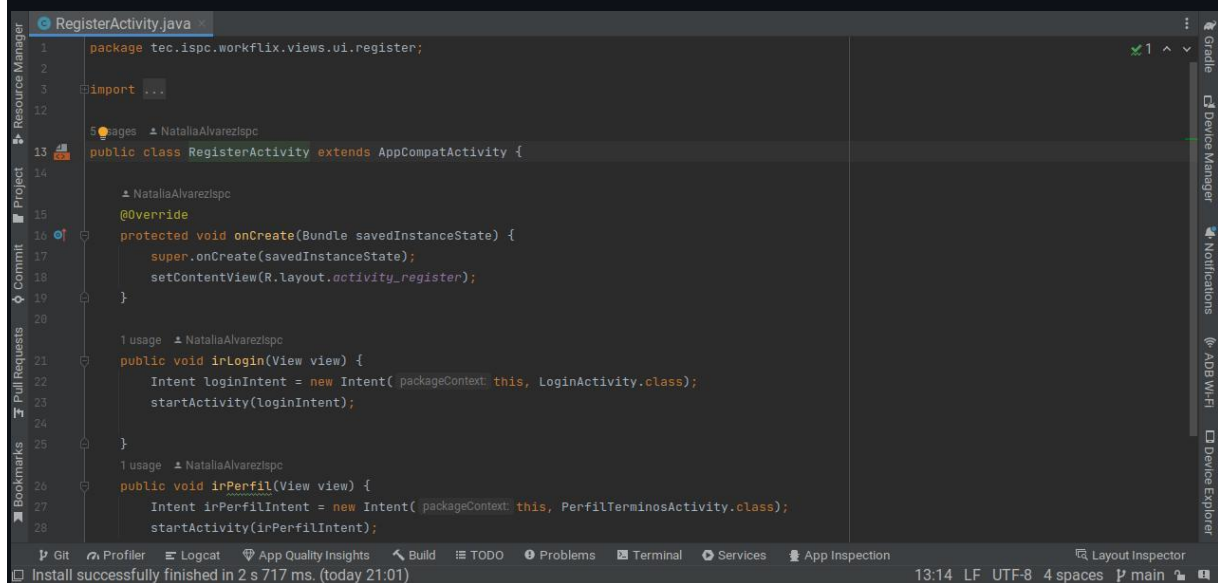 RegisterActivity.java
1 package tec.ispc.workflix.views.ui.register;
✓1
2
3 import ...
12
5 usages NataliaAlvarezIspc
13 public class RegisterActivity extends AppCompatActivity {
14
NataliaAlvarezIspc
15 @Override
16 protected void onCreate(Bundle savedInstanceState) {
17 super.onCreate(savedInstanceState);
18 setContentView(R.layout.activity_register);
19 }
20
1 usage NataliaAlvarezIspc
21 public void irLogin(View view) {
22 Intent loginIntent = new Intent( packageContext: this, LoginActivity.class);
23 startActivity(loginIntent);
24
25 }
1 usage NataliaAlvarezIspc
26 public void irPerfil(View view) {
27 Intent irPerfilIntent = new Intent( packageContext: this, PerfilTerminosActivity.class);
28 startActivity(irPerfilIntent);
Resource Manager
Project
Commit
Pull Requests
Bookmarks
Gradle
Device Manager
Notifications
ADB Wi-Fi
Device Explorer
Git Profiler Logcat App Quality Insights Build TODO Problems Terminal Services App Inspection Layout Inspector
Install successfully finished in 2 s 717 ms. (today 21:01) 13:14 LF UTF-8 4 spaces main